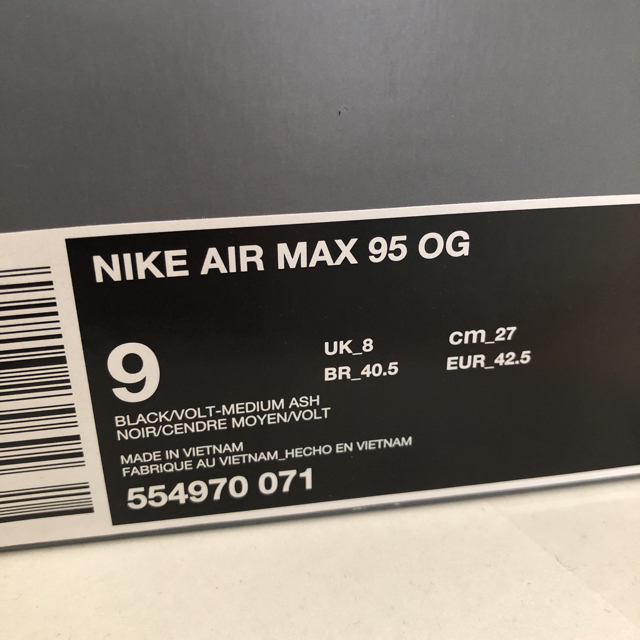 NIKE AIR MAX 95 OG
9
UK_8 cm_27
BR_40.5 EUR_42.5
BLACK/VOLT-MEDIUM ASH
NOIR/CENDRE MOYEN/VOLT
MADE IN VIETNAM
FABRIQUE AU VIETNAM_HECHO EN VIETNAM
554970 071